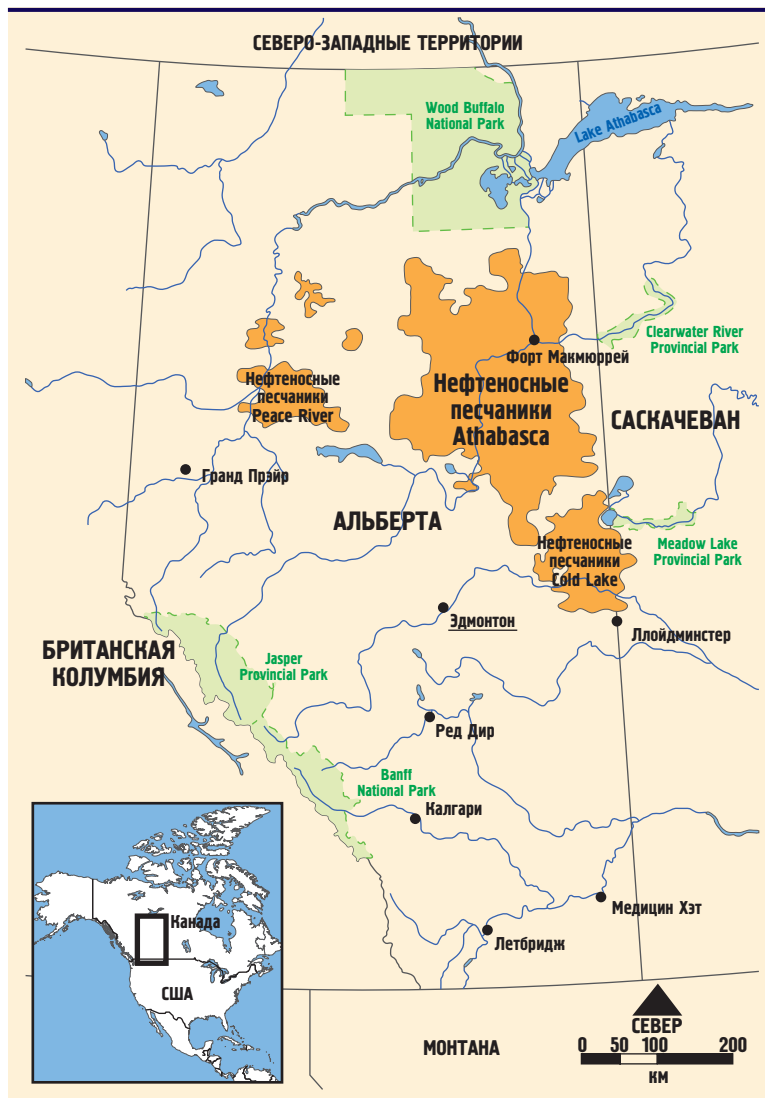 СЕВЕРО-ЗАПАДНЫЕ ТЕРРИТОРИИ
Wood Buffalo
National Park
Lake Athabasca
Clearwater River
Provincial Park
Форт Макмюррей
Нефтеносные
песчаники
Peace River
Нефтеносные
песчаники
Athabasca
САСКАЧЕВАН
Гранд Прэйр
АЛЬБЕРТА
Нефтеносные
песчаники
Cold Lake
Meadow Lake
Provincial Park
Эдмонтон
Ллойдминстер
БРИТАНСКАЯ
КОЛУМБИЯ
Jasper
Provincial Park
Ред Дир
Banff
National Park
Калгари
Медицин Хэт
Летбридж
Канада
США
МОНТАНА
СЕВЕР
0 50 100 200
КМ